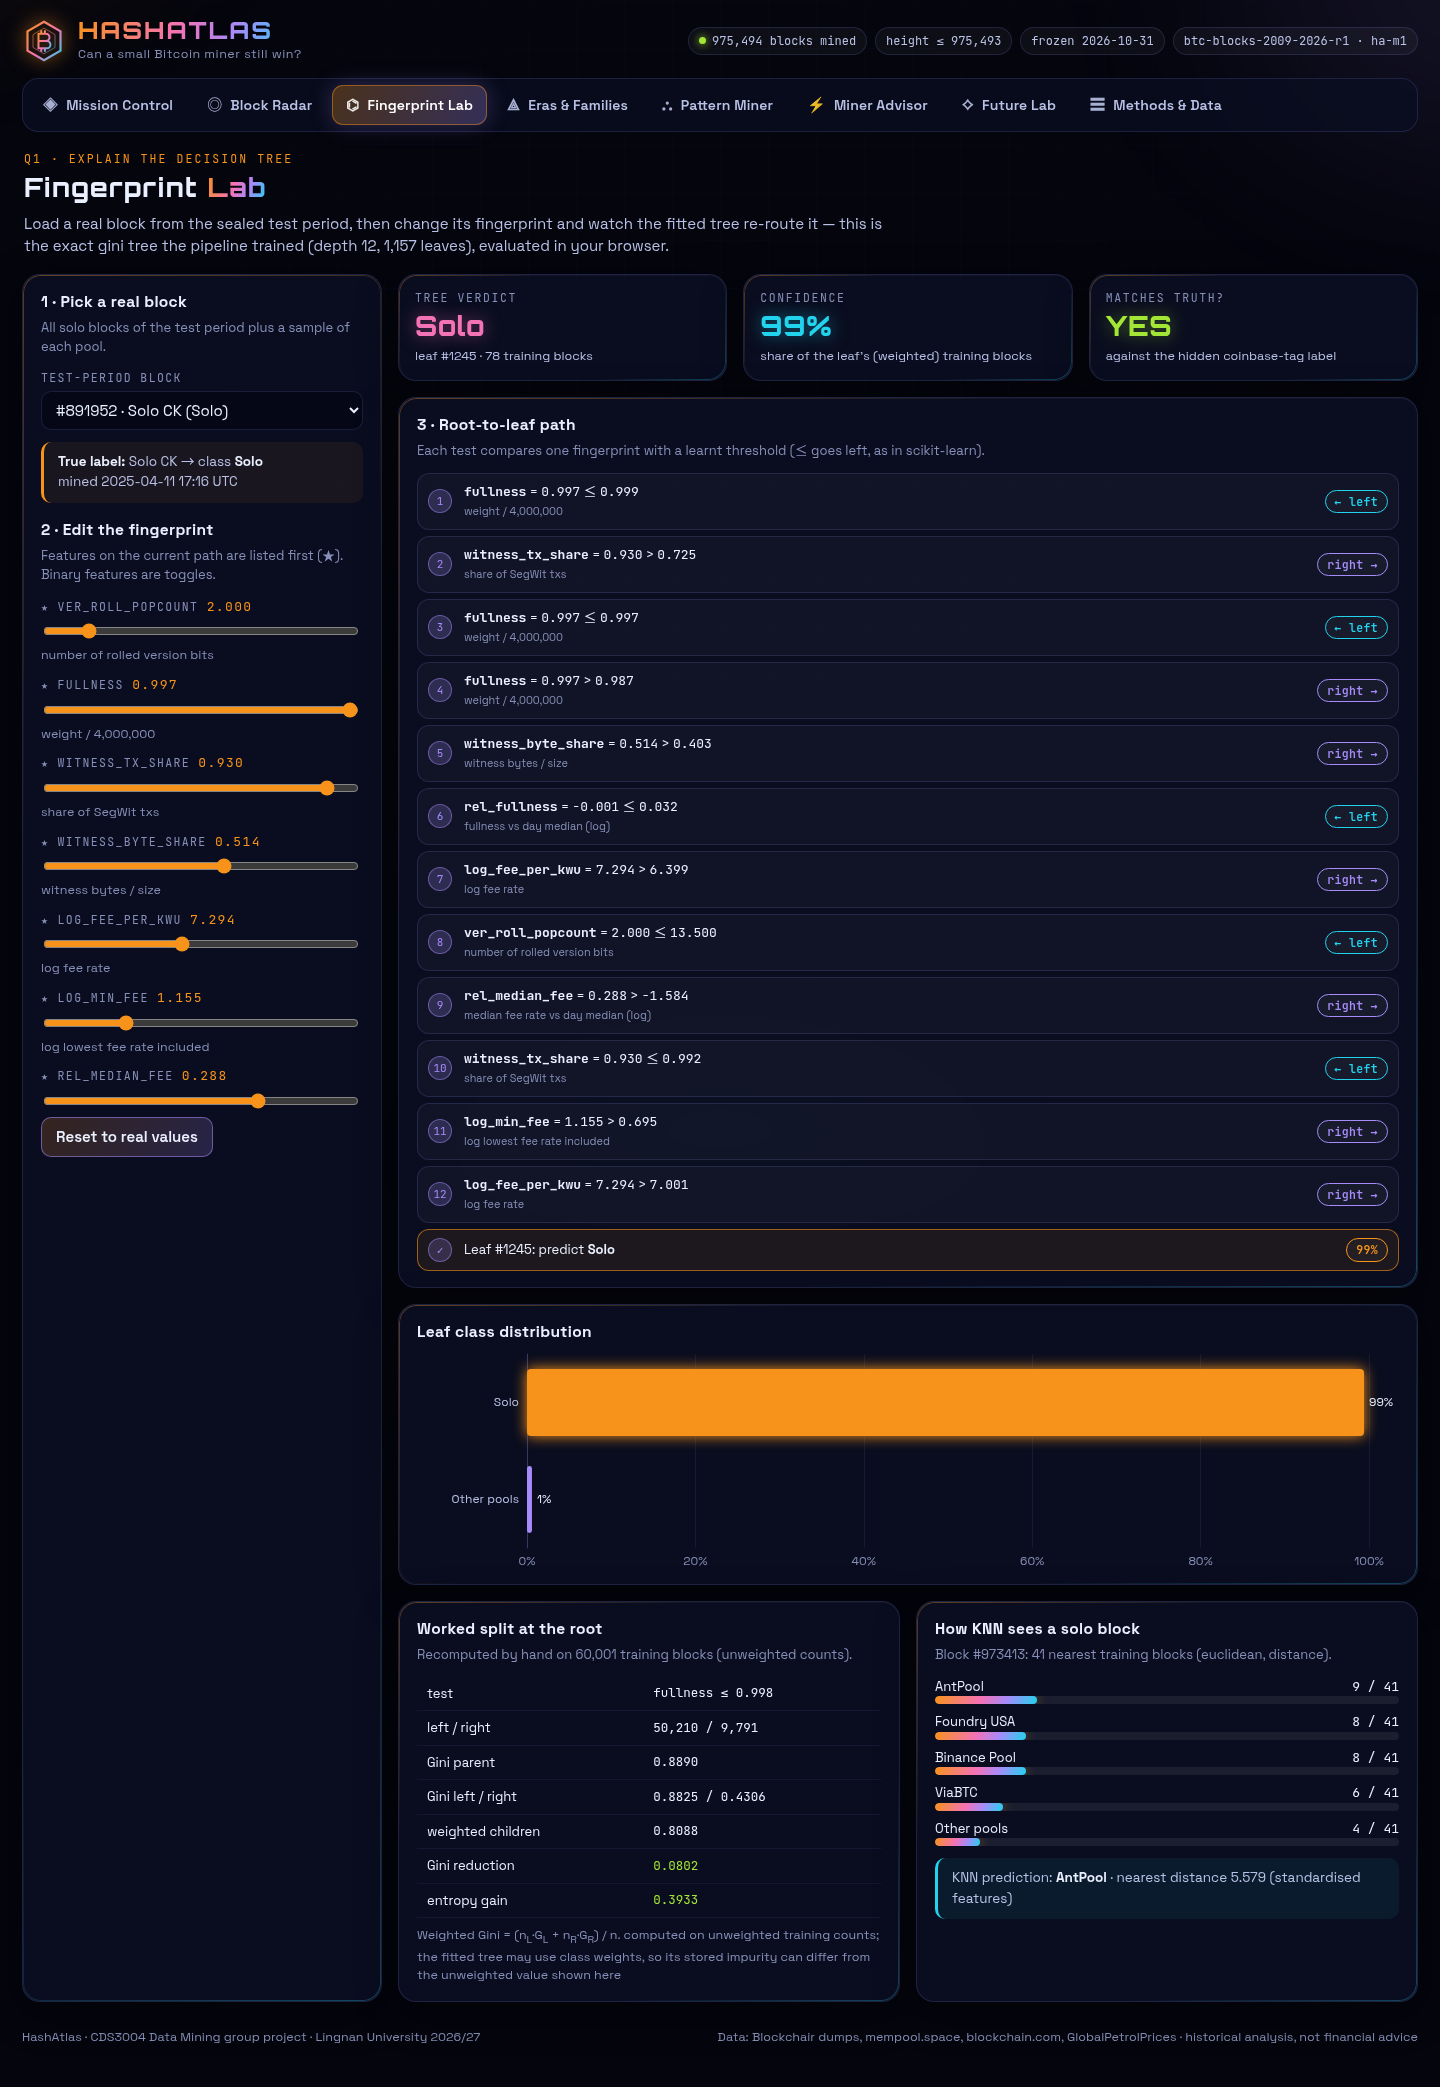 HASHATLAS
Can a small Bitcoin miner still win?
975,494 blocks mined
height ≤ 975,493
frozen 2026-10-31
btc-blocks-2009-2026-r1 · ha-m1
Mission Control
Block Radar
Fingerprint Lab
Eras & Families
Pattern Miner
Miner Advisor
Future Lab
Methods & Data
Q1 · EXPLAIN THE DECISION TREE
Fingerprint Lab
Load a real block from the sealed test period, then change its fingerprint and watch the fitted tree re-route it — this is
the exact gini tree the pipeline trained (depth 12, 1,157 leaves), evaluated in your browser.
1 · Pick a real block
All solo blocks of the test period plus a sample of
each pool.
TEST-PERIOD BLOCK
#891952 · Solo CK (Solo)
True label: Solo CK → class Solo
mined 2025-04-11 17:16 UTC
2 · Edit the fingerprint
Features on the current path are listed first (★).
Binary features are toggles.
★ VER_ROLL_POPCOUNT 2.000
number of rolled version bits
★ FULLNESS 0.997
weight / 4,000,000
★ WITNESS_TX_SHARE 0.930
share of SegWit txs
★ WITNESS_BYTE_SHARE 0.514
witness bytes / size
★ LOG_FEE_PER_KWU 7.294
log fee rate
★ LOG_MIN_FEE 1.155
log lowest fee rate included
★ REL_MEDIAN_FEE 0.288
Reset to real values
TREE VERDICT
Solo
leaf #1245 · 78 training blocks
CONFIDENCE
99%
share of the leaf's (weighted) training blocks
MATCHES TRUTH?
YES
against the hidden coinbase-tag label
3 · Root-to-leaf path
Each test compares one fingerprint with a learnt threshold (≤ goes left, as in scikit-learn).
1 fullness = 0.997 ≤ 0.999 ← left
weight / 4,000,000
2 witness_tx_share = 0.930 > 0.725 right →
share of SegWit txs
3 fullness = 0.997 ≤ 0.997 ← left
weight / 4,000,000
4 fullness = 0.997 > 0.987 right →
weight / 4,000,000
5 witness_byte_share = 0.514 > 0.403 right →
witness bytes / size
6 rel_fullness = -0.001 ≤ 0.032 ← left
fullness vs day median (log)
7 log_fee_per_kwu = 7.294 > 6.399 right →
log fee rate
8 ver_roll_popcount = 2.000 ≤ 13.500 ← left
number of rolled version bits
9 rel_median_fee = 0.288 > -1.584 right →
median fee rate vs day median (log)
10 witness_tx_share = 0.930 ≤ 0.992 ← left
share of SegWit txs
11 log_min_fee = 1.155 > 0.695 right →
log lowest fee rate included
12 log_fee_per_kwu = 7.294 > 7.001 right →
log fee rate
✓ Leaf #1245: predict Solo 99%
Leaf class distribution
Solo 99%
Other pools 1%
0% 20% 40% 60% 80% 100%
Worked split at the root
Recomputed by hand on 60,001 training blocks (unweighted counts).
test fullness ≤ 0.998
left / right 50,210 / 9,791
Gini parent 0.8890
Gini left / right 0.8825 / 0.4306
weighted children 0.8088
Gini reduction 0.0802
entropy gain 0.3933
Weighted Gini = (nL·GL + nR·GR) / n. computed on unweighted training counts;
the fitted tree may use class weights, so its stored impurity can differ from
the unweighted value shown here
How KNN sees a solo block
Block #973413: 41 nearest training blocks (euclidean, distance).
AntPool 9 / 41
Foundry USA 8 / 41
Binance Pool 8 / 41
ViaBTC 6 / 41
Other pools 4 / 41
KNN prediction: AntPool · nearest distance 5.579 (standardised
features)
HashAtlas · CDS3004 Data Mining group project · Lingnan University 2026/27
Data: Blockchair dumps, mempool.space, blockchain.com, GlobalPetrolPrices · historical analysis, not financial advice